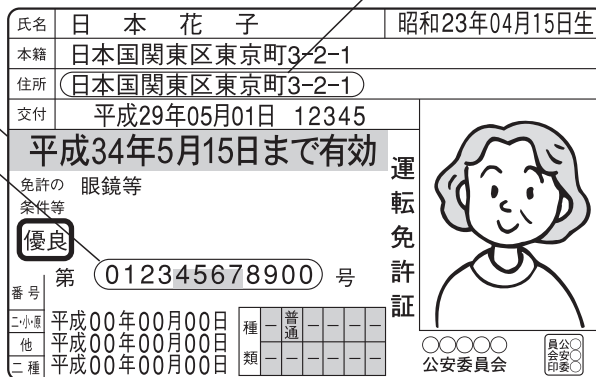 氏名 日本花子 昭和23年04月15日生
本籍 日本国関東区東京町3-2-1
住所 日本国関東区東京町3-2-1
交付 平成29年05月01日 12345
平成34年5月15日まで有効
免許の条件等 眼鏡等
優良
番号 第 012345678900 号
二・小・原 平成00年00月00日
他 平成00年00月00日
二種 平成00年00月00日
種類 － 普通 － － － －
－ － － － － －
運転免許証
○○○○○
公安委員会
公安委員会印